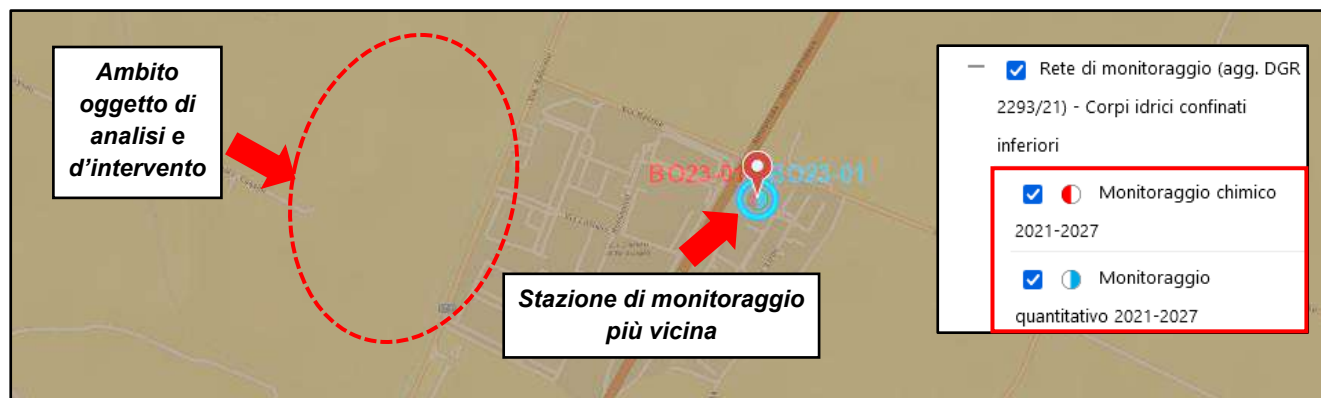 Ambito
oggetto di
analisi e
d'intervento
BO23-01
BO23-01
Stazione di monitoraggio
più vicina
Rete di monitoraggio (agg. DGR
2293/21) - Corpi idrici confinati
inferiori
Monitoraggio chimico
2021-2027
Monitoraggio
quantitativo 2021-2027